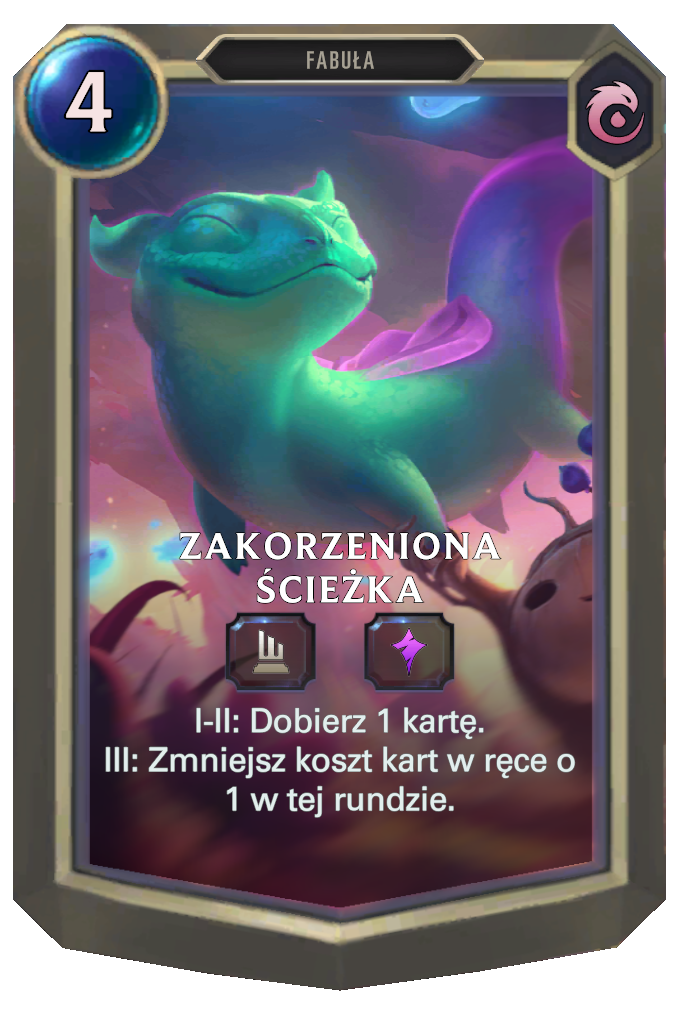 4
FABUŁA
ZAKORZENIONA
ŚCIEŻKA
I-II: Dobierz 1 kartę.
III: Zmniejsz koszt kart w ręce o
1 w tej rundzie.